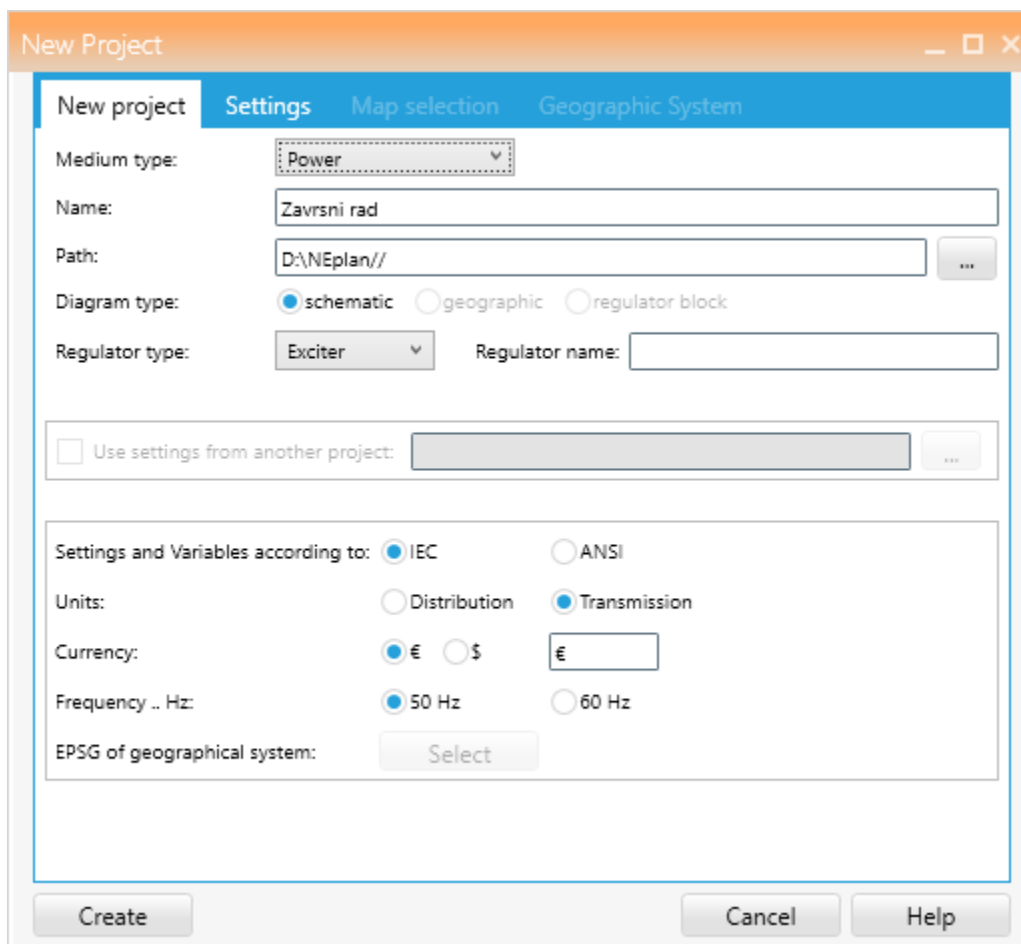 New Project
New project Settings Map selection Geographic System
Medium type: Power
Name: Zavrsni rad
Path: D:\NEplan// ...
Diagram type: schematic geographic regulator block
Regulator type: Exciter Regulator name:
Use settings from another project: ...
Settings and Variables according to: IEC ANSI
Units: Distribution Transmission
Currency: € $ €
Frequency .. Hz: 50 Hz 60 Hz
EPSG of geographical system: Select
Create Cancel Help